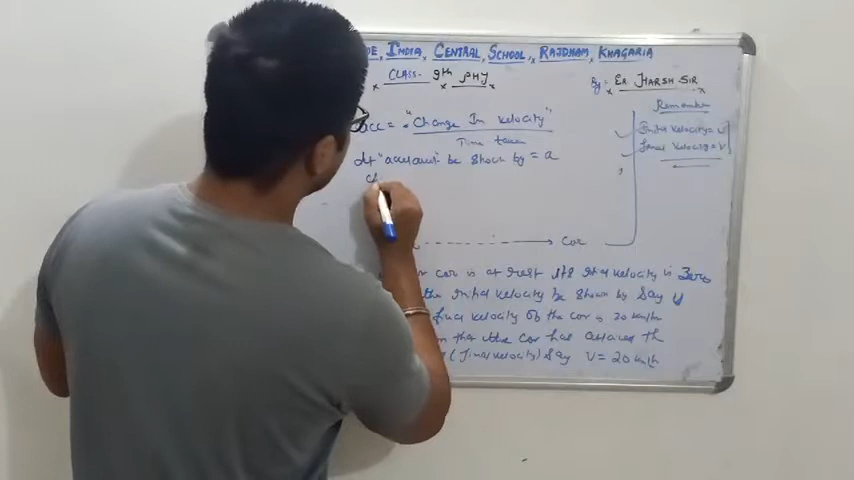 DE INDIA, CENTRAL, SCHOOL, RAJDHAM, KHAGARIA
CLASS- 9th PHY
By= ER HARSH SIR
Remember
Initial velocity = U
Final velocity = V
acc = "Change In velocity"
Time taken
be shown by = a
Car
car is at rest its initial velocity is Zero
the initial velocity be shown by Say U
final velocity of the car is 20 km/h
the car has attained th
(final velocity) Say V = 20 km/h